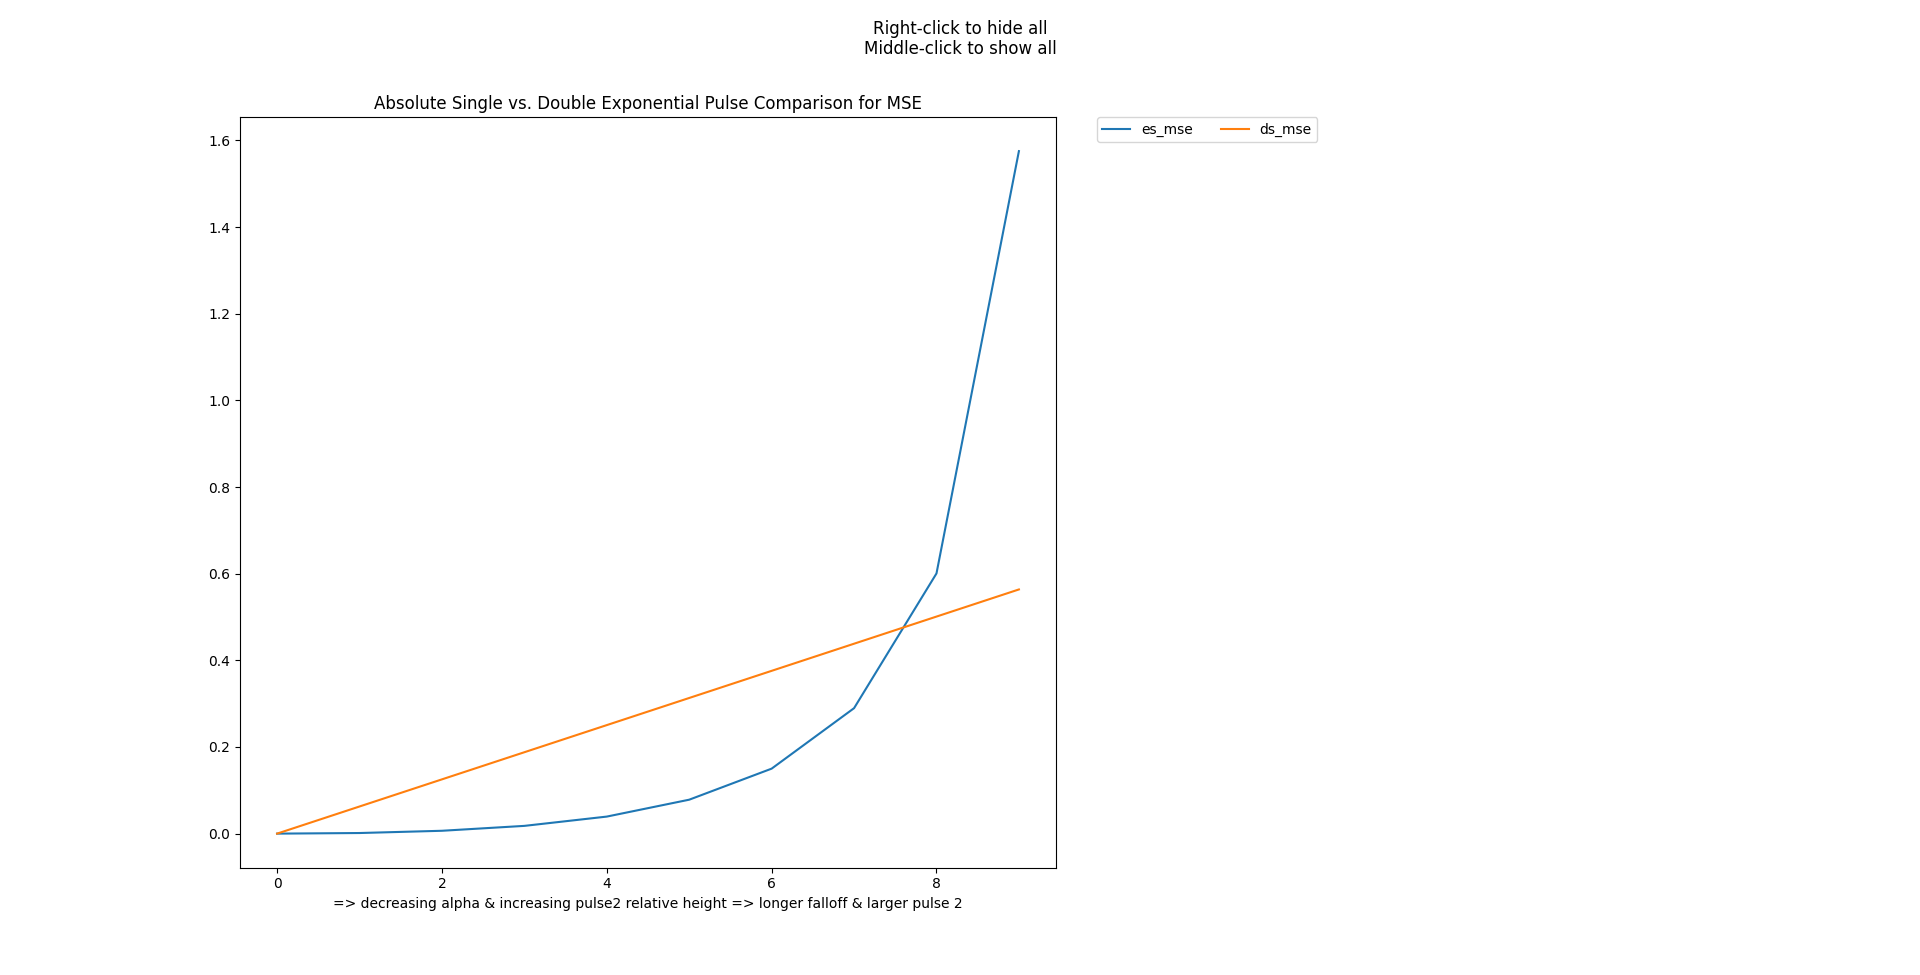 Right-click to hide all
Middle-click to show all
Absolute Single vs. Double Exponential Pulse Comparison for MSE
es_mse ds_mse
1.6
1.4
1.2
1.0
0.8
0.6
0.4
0.2
0.0
0 2 4 6 8
=> decreasing alpha & increasing pulse2 relative height => longer falloff & larger pulse 2